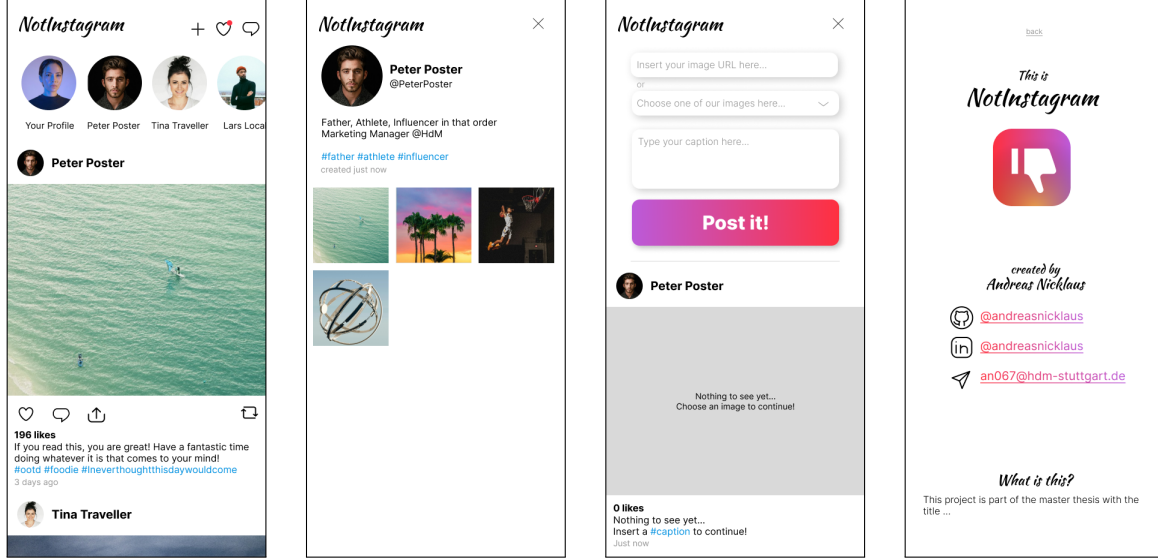 NotInstagram
Your Profile
Peter Poster
Tina Traveller
Lars Loca
Peter Poster
196 likes
If you read this, you are great! Have a fantastic time
doing whatever it is that comes to your mind!
#ootd #foodie #Ineverthoughtthisdaywouldcome
3 days ago
Tina Traveller
NotInstagram
Peter Poster
@PeterPoster
Father, Athlete, Influencer in that order
Marketing Manager @HdM
#father #athlete #influencer
created just now
NotInstagram
Insert your image URL here...
or
Choose one of our images here...
Type your caption here...
Post it!
Peter Poster
Nothing to see yet...
Choose an image to continue!
0 likes
Nothing to see yet...
Insert a #caption to continue!
Just now
back
This is
NotInstagram
created by
Andreas Nicklaus
@andreasnicklaus
in
@andreasnicklaus
an067@hdm-stuttgart.de
What is this?
This project is part of the master thesis with the
title ...